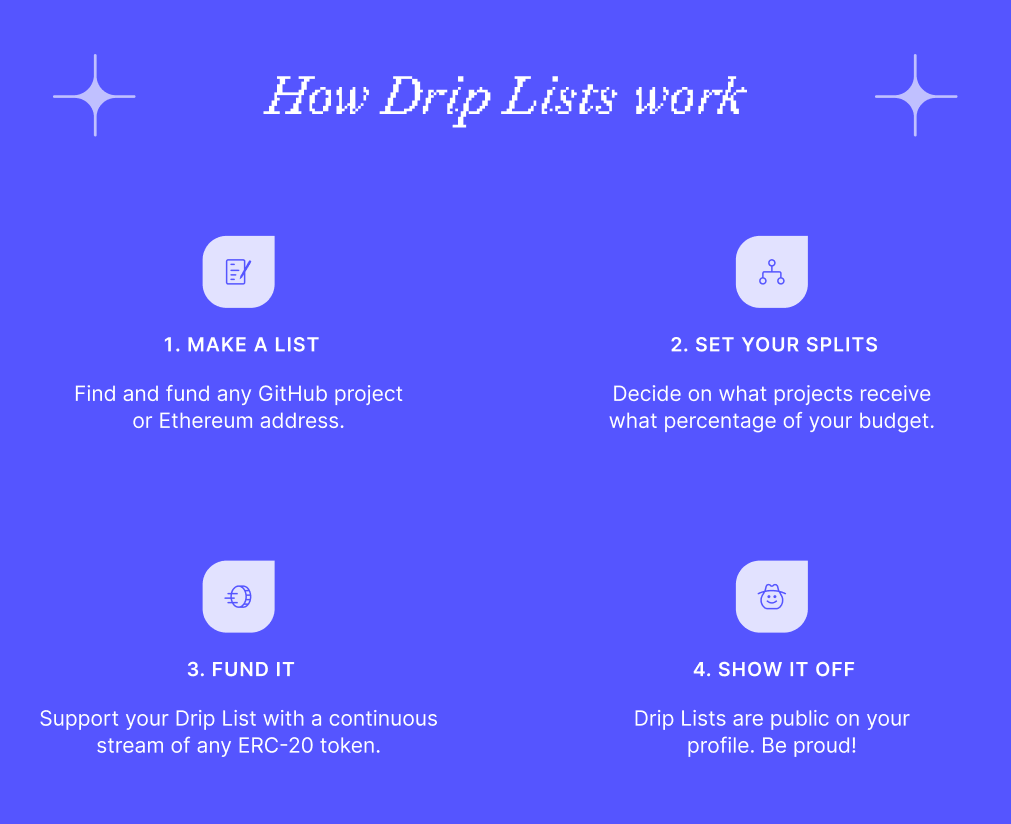 How Drip Lists work
1. MAKE A LIST
Find and fund any GitHub project
or Ethereum address.
2. SET YOUR SPLITS
Decide on what projects receive
what percentage of your budget.
3. FUND IT
Support your Drip List with a continuous
stream of any ERC-20 token.
4. SHOW IT OFF
Drip Lists are public on your
profile. Be proud!